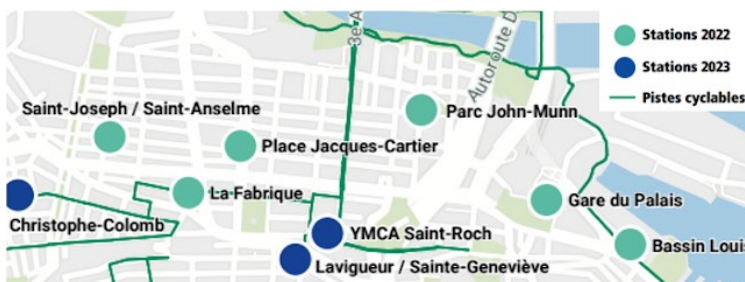 3e A
Autoroute D
Stations 2022
Stations 2023
Pistes cyclables
Saint-Joseph / Saint-Anselme
Parc John-Munn
Place Jacques-Cartier
La Fabrique
Gare du Palais
Christophe-Colomb
YMCA Saint-Roch
Bassin Louis
Lavigueur / Sainte-Geneviève